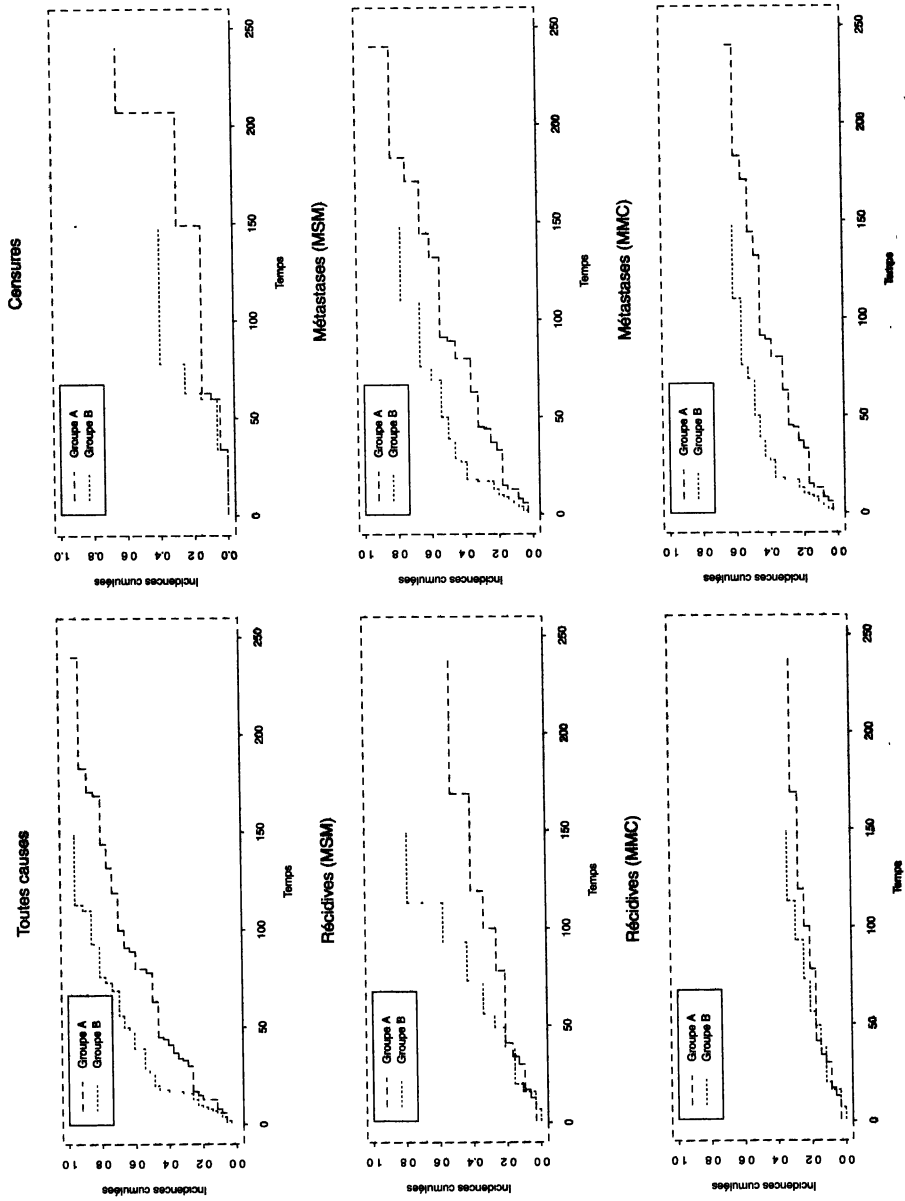 Toutes causes
Incidences cumulées
0.0 0.2 0.4 0.6 0.8 1.0
Groupe A
Groupe B
0 50 100 150 200 250
Temps
Censures
Incidences cumulées
0.0 0.2 0.4 0.6 0.8 1.0
Groupe A
Groupe B
0 50 100 150 200 250
Temps
Récidives (MSM)
Incidences cumulées
0.0 0.2 0.4 0.6 0.8 1.0
Groupe A
Groupe B
0 50 100 150 200 250
Temps
Métastases (MSM)
Incidences cumulées
0.0 0.2 0.4 0.6 0.8 1.0
Groupe A
Groupe B
0 50 100 150 200 250
Temps
Récidives (MMC)
Incidences cumulées
0.0 0.2 0.4 0.6 0.8 1.0
Groupe A
Groupe B
0 50 100 150 200 250
Temps
Métastases (MMC)
Incidences cumulées
0.0 0.2 0.4 0.6 0.8 1.0
Groupe A
Groupe B
0 50 100 150 200 250
Temps